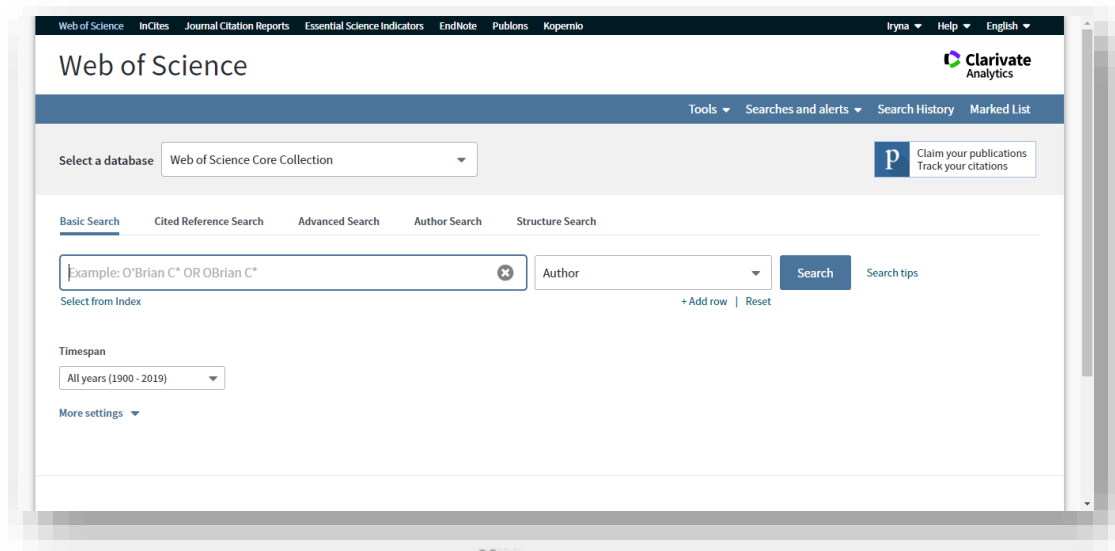 Web of Science InCites Journal Citation Reports Essential Science Indicators EndNote Publons Kopernio Iryna Help English
Web of Science
Clarivate
Analytics
Tools Searches and alerts Search History Marked List
Select a database Web of Science Core Collection
p Claim your publications
Track your citations
Basic Search Cited Reference Search Advanced Search Author Search Structure Search
Example: O'Brian C* OR OBrian C* Author Search Search tips
Select from Index + Add row | Reset
Timespan
All years (1900 - 2019)
More settings